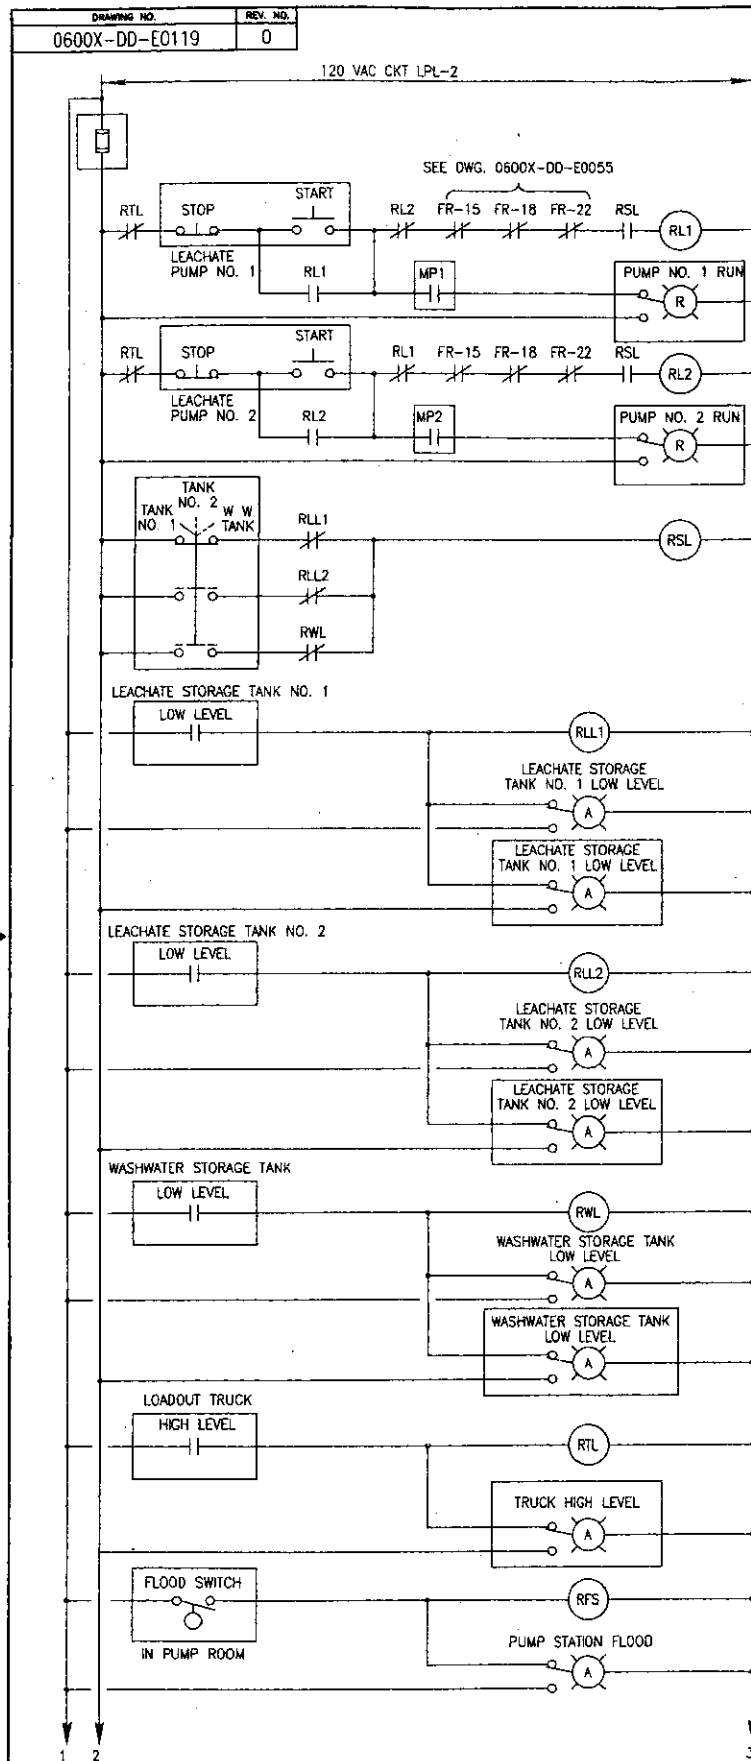 DRAWING NO. REV. NO.
0600X-DD-E0119 0
120 VAC CKT LPL-2
SEE DWG. 0600X-DD-E0055
RTL STOP START RL2 FR-15 FR-18 FR-22 RSL RL1
LEACHATE
PUMP NO. 1
RL1 MP1 PUMP NO. 1 RUN
R
RTL STOP START RL1 FR-15 FR-18 FR-22 RSL RL2
LEACHATE
PUMP NO. 2
RL2 MP2 PUMP NO. 2 RUN
R
TANK
NO. 2
TANK
NO. 1
W W
TANK
RLL1 RSL
RLL2
RWL
LEACHATE STORAGE TANK NO. 1
LOW LEVEL RLL1
LEACHATE STORAGE
TANK NO. 1 LOW LEVEL
A
LEACHATE STORAGE
TANK NO. 1 LOW LEVEL
A
LEACHATE STORAGE TANK NO. 2
LOW LEVEL RLL2
LEACHATE STORAGE
TANK NO. 2 LOW LEVEL
A
LEACHATE STORAGE
TANK NO. 2 LOW LEVEL
A
WASHWATER STORAGE TANK
LOW LEVEL RWL
WASHWATER STORAGE TANK
LOW LEVEL
A
WASHWATER STORAGE TANK
LOW LEVEL
A
LOADOUT TRUCK
HIGH LEVEL RTL
TRUCK HIGH LEVEL
A
FLOOD SWITCH RFS
IN PUMP ROOM
PUMP STATION FLOOD
A
1 2 3